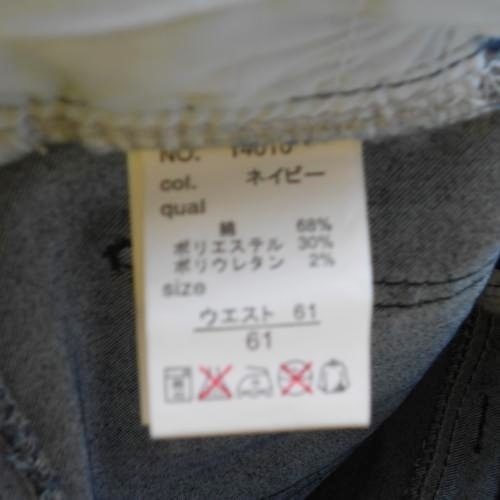 NO. 14010
col. ネイビー
qual
綿 68%
ポリエステル 30%
ポリウレタン 2%
size
ウエスト 61
61